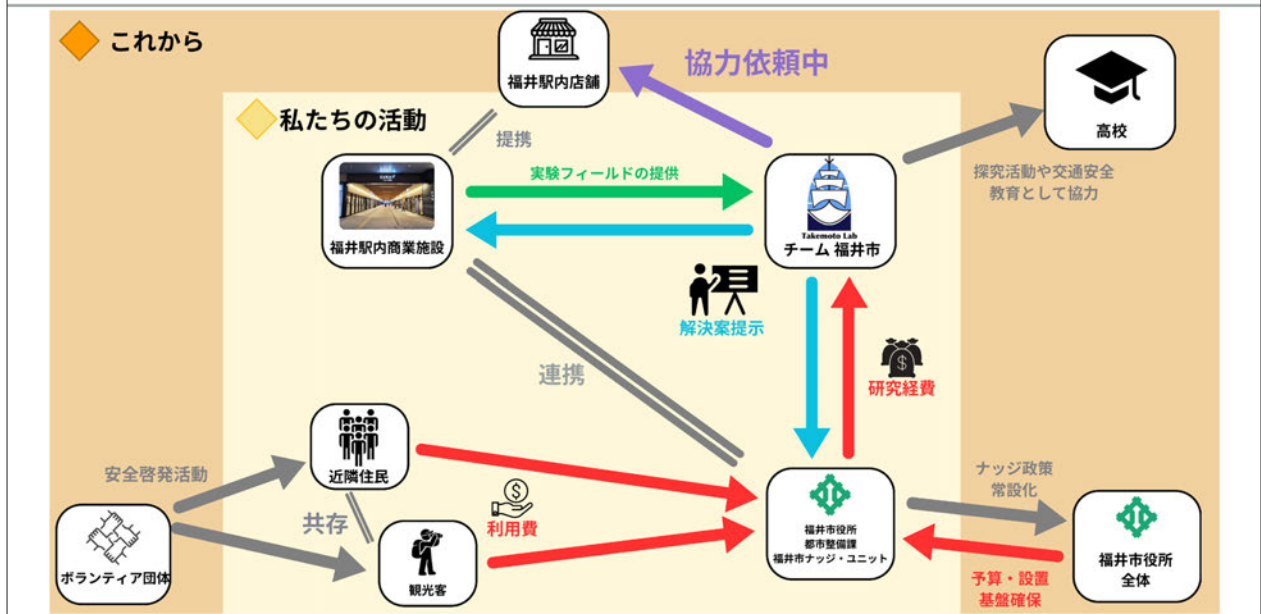 これから
福井駅内店舗
協力依頼中
高校
私たちの活動
提携
実験フィールドの提供
探究活動や交通安全
教育として協力
福井駅内商業施設
Takemoto Lab
チーム 福井市
解決案提示
連携
研究経費
安全啓発活動
近隣住民
ナッジ政策
常設化
共存
利用費
福井市役所
都市整備課
福井市ナッジ・ユニット
ボランティア団体
観光客
福井市役所
全体
予算・設置
基盤確保